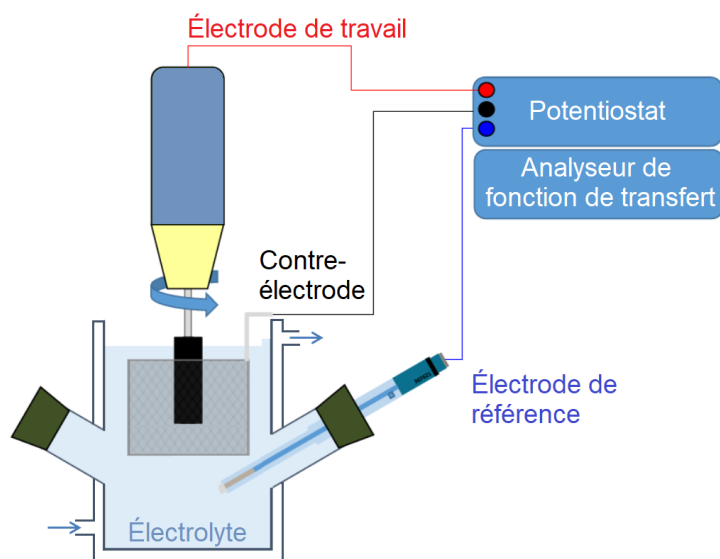 Électrode de travail
Potentiostat
Analyseur de
fonction de transfert
Contre-
électrode
Électrode de
référence
Électrolyte